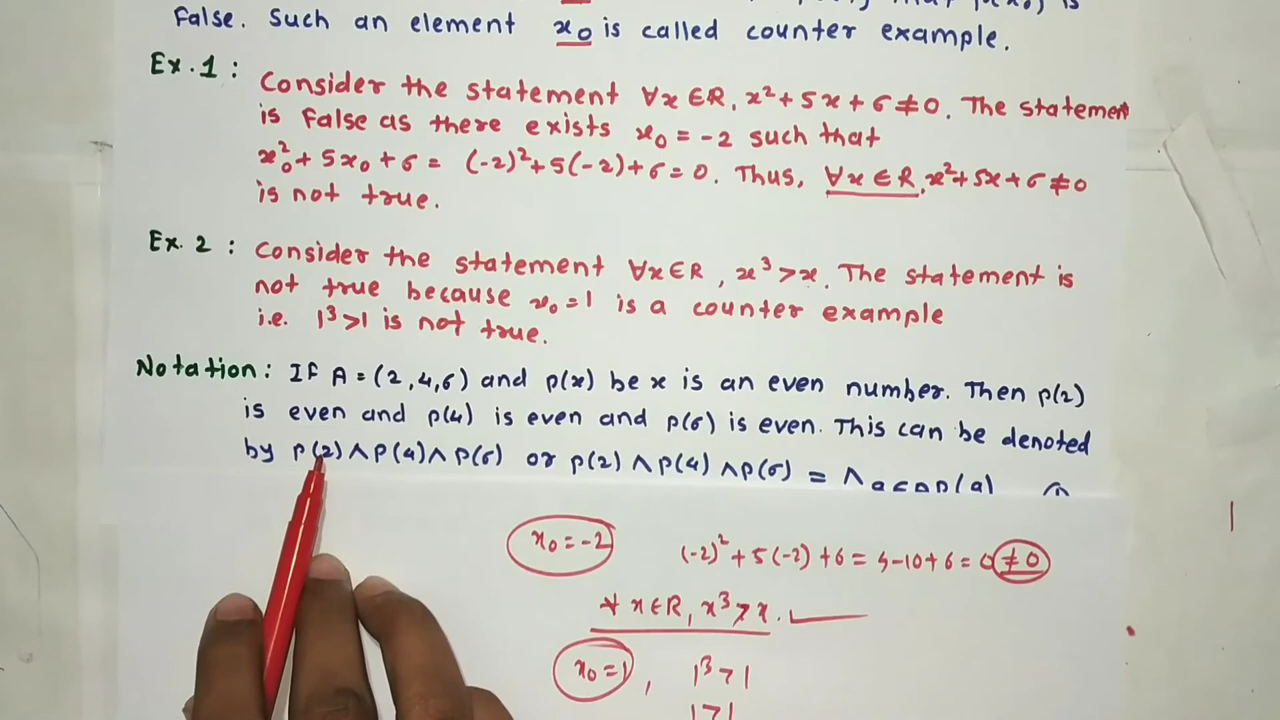 False. Such an element x₀ is called counter example.
Ex.1: Consider the statement ∀x∈R, x²+5x+6≠0. The statement
is False as there exists x₀=-2 such that
x₀²+5x₀+6 = (-2)²+5(-2)+6=0. Thus, ∀x∈R, x²+5x+6≠0
is not true.
Ex. 2: Consider the statement ∀x∈R, x³>x. The statement is
not true because x₀=1 is a counter example
i.e. 1³>1 is not true.
Notation: If A=(2,4,6) and p(x) be x is an even number. Then p(2)
is even and p(4) is even and p(6) is even. This can be denoted
by p(2)∧p(4)∧p(6) or p(2)∧p(4)∧p(6) = ∧a∈A p(a)
x₀=-2 (-2)²+5(-2)+6=4-10+6=0≠0
∀x∈R, x³>x.
x₀=1, 1³>1
1>1